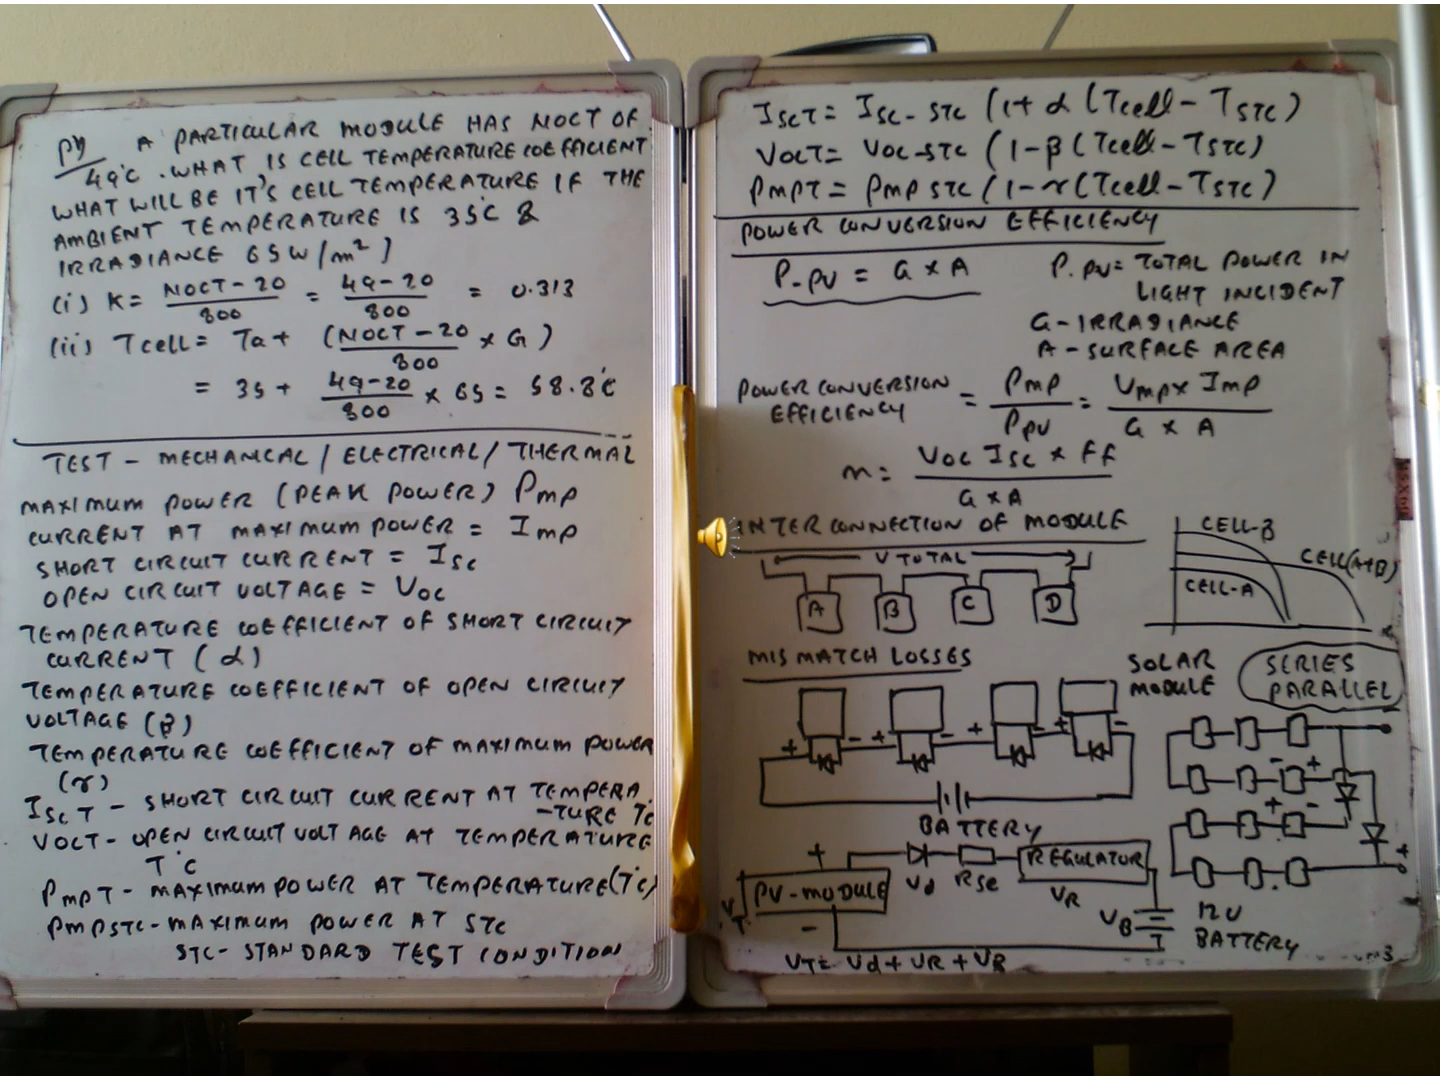 PY A PARTICULAR MODULE HAS NOCT OF
49°C. WHAT IS CELL TEMPERATURE COEFFICIENT
WHAT WILL BE IT'S CELL TEMPERATURE IF THE
AMBIENT TEMPERATURE IS 35°C &
IRRADIANCE 65W/m²)
(i) K = NOCT-20 / 800 = 49-20 / 800 = 0.313
(ii) Tcell = Ta + (NOCT-20 / 800 × G)
= 35 + 49-20 / 800 × 65 = 58.8°C
TEST - MECHANICAL / ELECTRICAL / THERMAL
MAXIMUM POWER (PEAK POWER) PMP
CURRENT AT MAXIMUM POWER = IMP
SHORT CIRCUIT CURRENT = ISC
OPEN CIRCUIT VOLTAGE = VOC
TEMPERATURE COEFFICIENT OF SHORT CIRCUIT
CURRENT (α)
TEMPERATURE COEFFICIENT OF OPEN CIRCUIT
VOLTAGE (β)
TEMPERATURE COEFFICIENT OF MAXIMUM POWER
(γ)
ISCT - SHORT CIRCUIT CURRENT AT TEMPERA
-TURE TC
VOCT - OPEN CIRCUIT VOLTAGE AT TEMPERATURE
T°C
PMPT - MAXIMUM POWER AT TEMPERATURE (T°C)
PMPSTC - MAXIMUM POWER AT STC
STC - STANDARD TEST CONDITION
ISCT = ISC-STC (1+α(Tcell-TSTC)
VOCT = VOC-STC (1-β(Tcell-TSTC)
PMPT = PMP STC (1-γ(Tcell-TSTC)
POWER CONVERSION EFFICIENCY
P-PV = G × A
P.PV = TOTAL POWER IN
LIGHT INCIDENT
G - IRRADIANCE
A - SURFACE AREA
POWER CONVERSION EFFICIENCY = PMP / PPV = VMP × IMP / G × A
n = VOC ISC × FF / G × A
INTER CONNECTION OF MODULE
V TOTAL
A B C D
CELL-B
CELL(A+B)
CELL-A
MISMATCH LOSSES
SOLAR
MODULE
SERIES
PARALLEL
+ - + - + - + -
BATTERY
- +
+ -
+
+
PV-MODULE
-
VT
Vd
RSE
REGULATOR
VR
VB
12V
BATTERY
VT = Vd + VR + VB